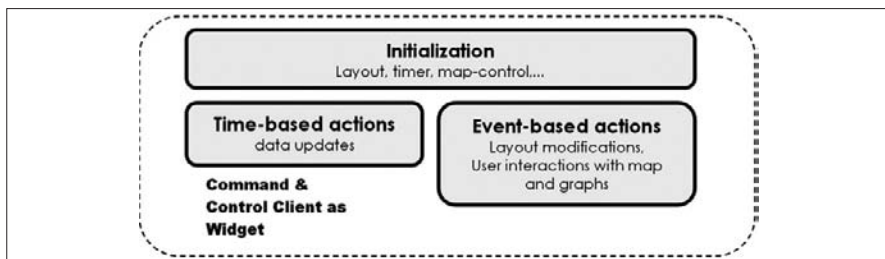 Initialization
Layout, timer, map-control,...
Time-based actions
data updates
Event-based actions
Layout modifications,
User interactions with map
and graphs
Command &
Control Client as
Widget